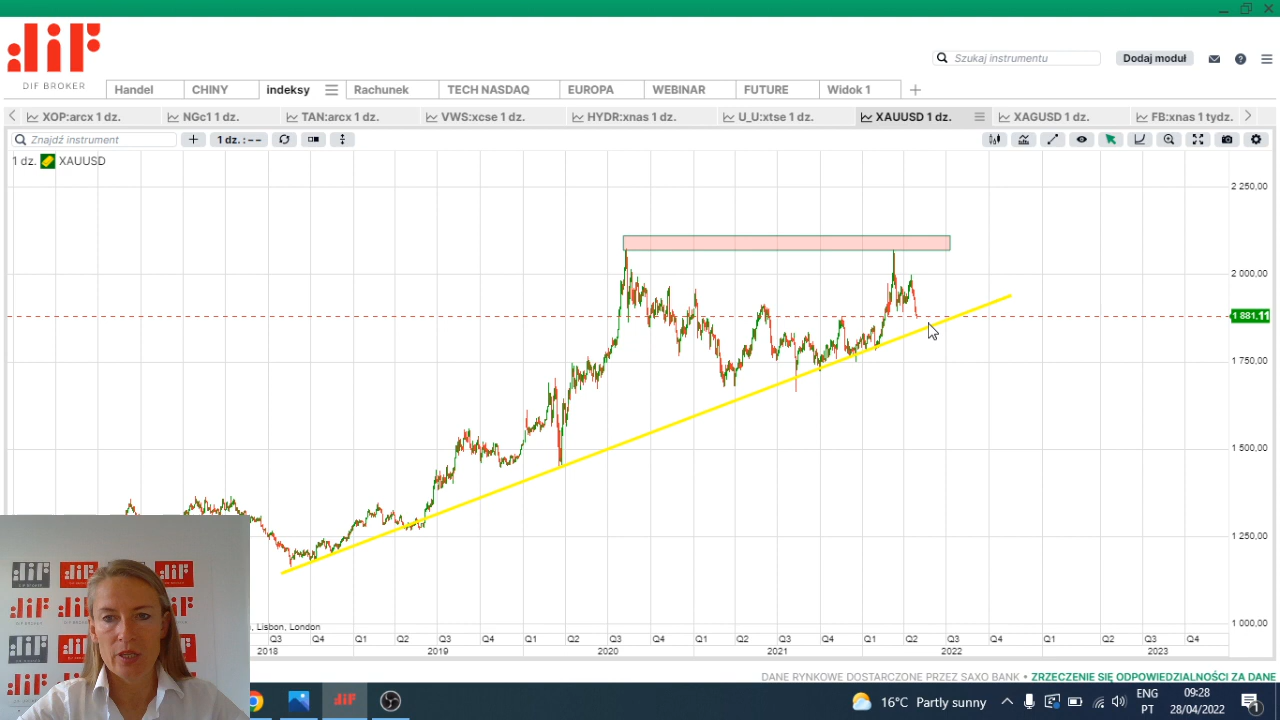 dif
DIF BROKER
Szukaj instrumentu
Dodaj moduł
Handel
CHINY
indeksy
Rachunek
TECH NASDAQ
EUROPA
WEBINAR
FUTURE
Widok 1
XOP:arcx 1 dz.
NGc1 1 dz.
TAN:arcx 1 dz.
VWS:xcse 1 dz.
HYDR:xnas 1 dz.
U_U:xtse 1 dz.
XAUUSD 1 dz.
XAGUSD 1 dz.
FB:xnas 1 tydz.
Znajdź instrument
1 dz. : – –
1 dz. XAUUSD
2 250,00
2 000,00
1 881.11
1 750,00
1 500,00
1 250,00
1 000,00
, Lisbon, London
Q3 Q4 Q1 Q2 Q3 Q4 Q1 Q2 Q3 Q4 Q1 Q2 Q3 Q4 Q1 Q2 Q3 Q4 Q1 Q2 Q3 Q4
2018 2019 2020 2021 2022 2023
DANE RYNKOWE DOSTARCZONE PRZEZ SAXO BANK • ZRZECZENIE SIĘ ODPOWIEDZIALNOŚCI ZA DANE
dif
16°C Partly sunny
ENG
PT
09:28
28/04/2022
1